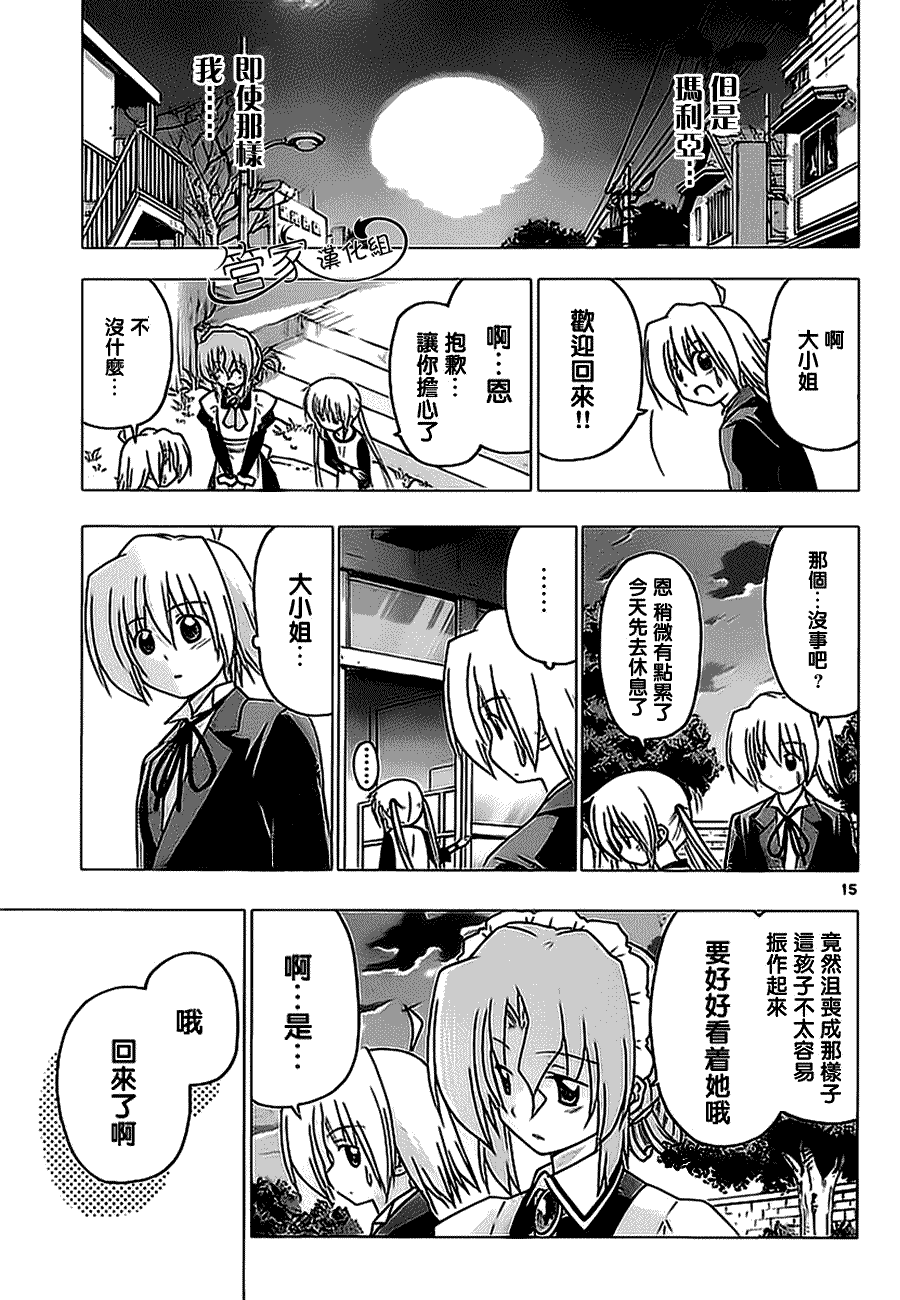 但是
瑪利亞…
即使那樣
我……
管家
漢化組
啊
大小姐
歡迎回來!!
啊…恩
抱歉…
讓你擔心了
不
沒什麼…
那個…沒事吧?
恩 稍微有點累了
今天先去休息了
……
……
大小姐…
15
竟然沮喪成那樣子
這孩子不太容易
振作起來
要好好看着她哦
啊…是…
哦
回來了啊